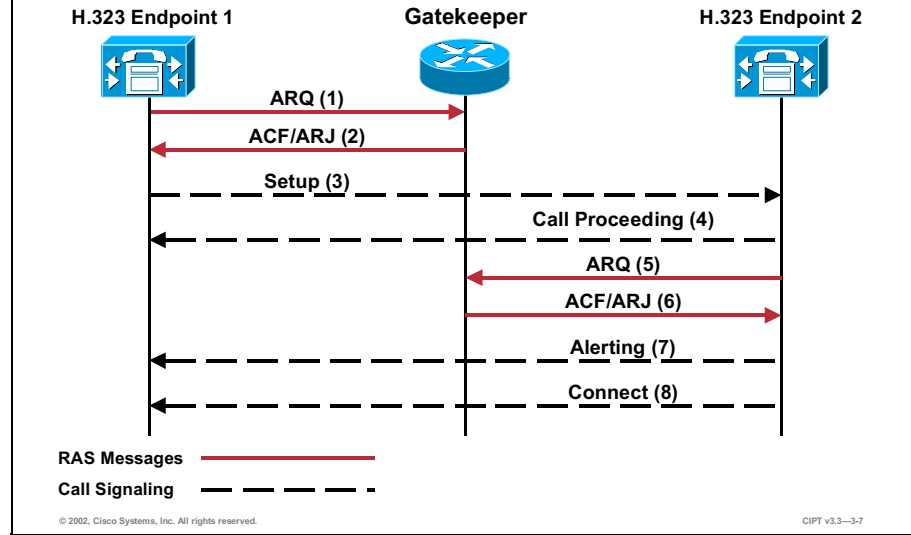 H.323 Endpoint 1
Gatekeeper
H.323 Endpoint 2
ARQ (1)
ACF/ARJ (2)
Setup (3)
Call Proceeding (4)
ARQ (5)
ACF/ARJ (6)
Alerting (7)
Connect (8)
RAS Messages
Call Signaling
© 2002, Cisco Systems, Inc. All rights reserved.
CIPT v3.3—3-7